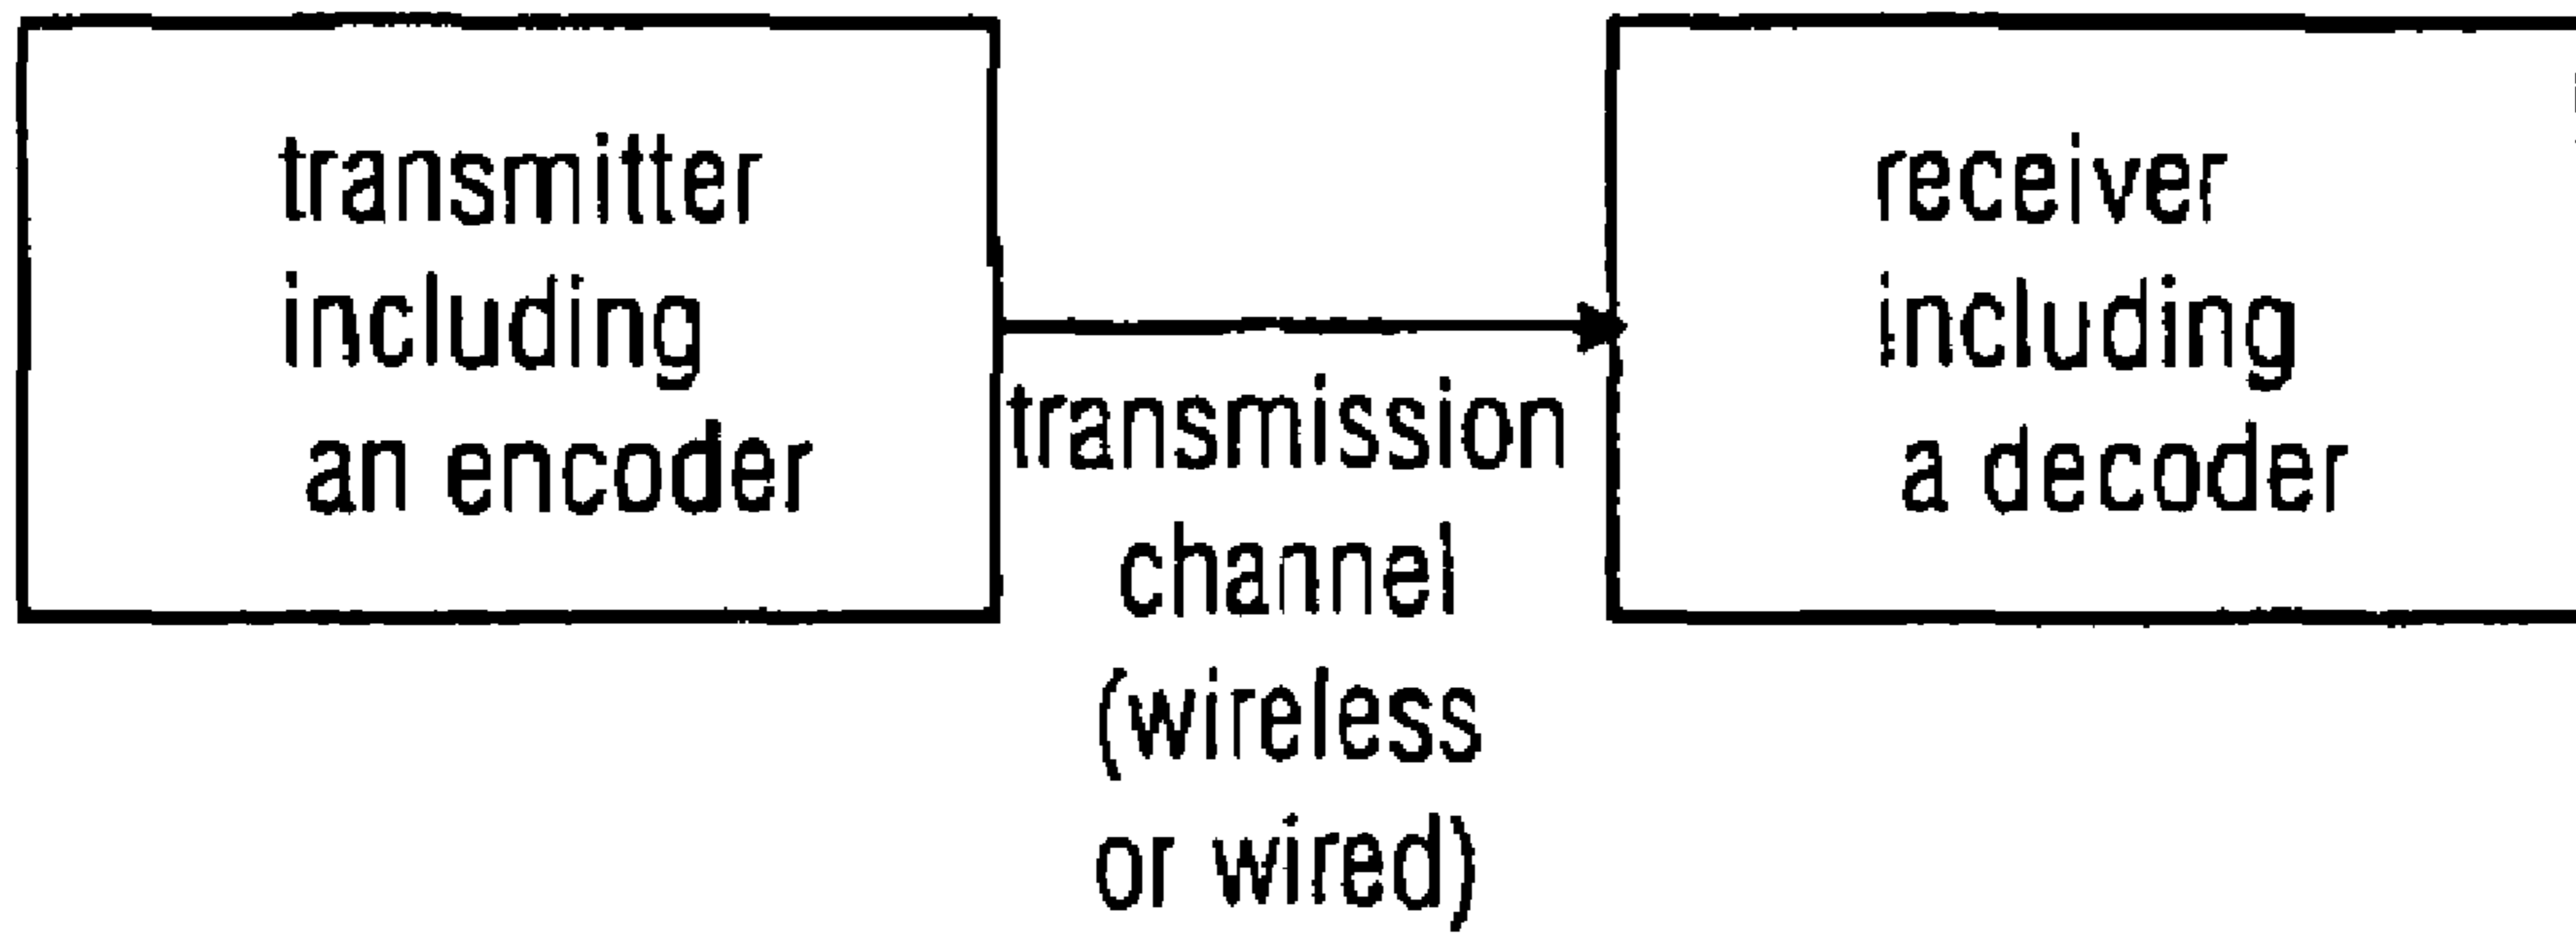 transmitter
including
an encoder
transmission
channel
(wireless
or wired)
receiver
including
a decoder